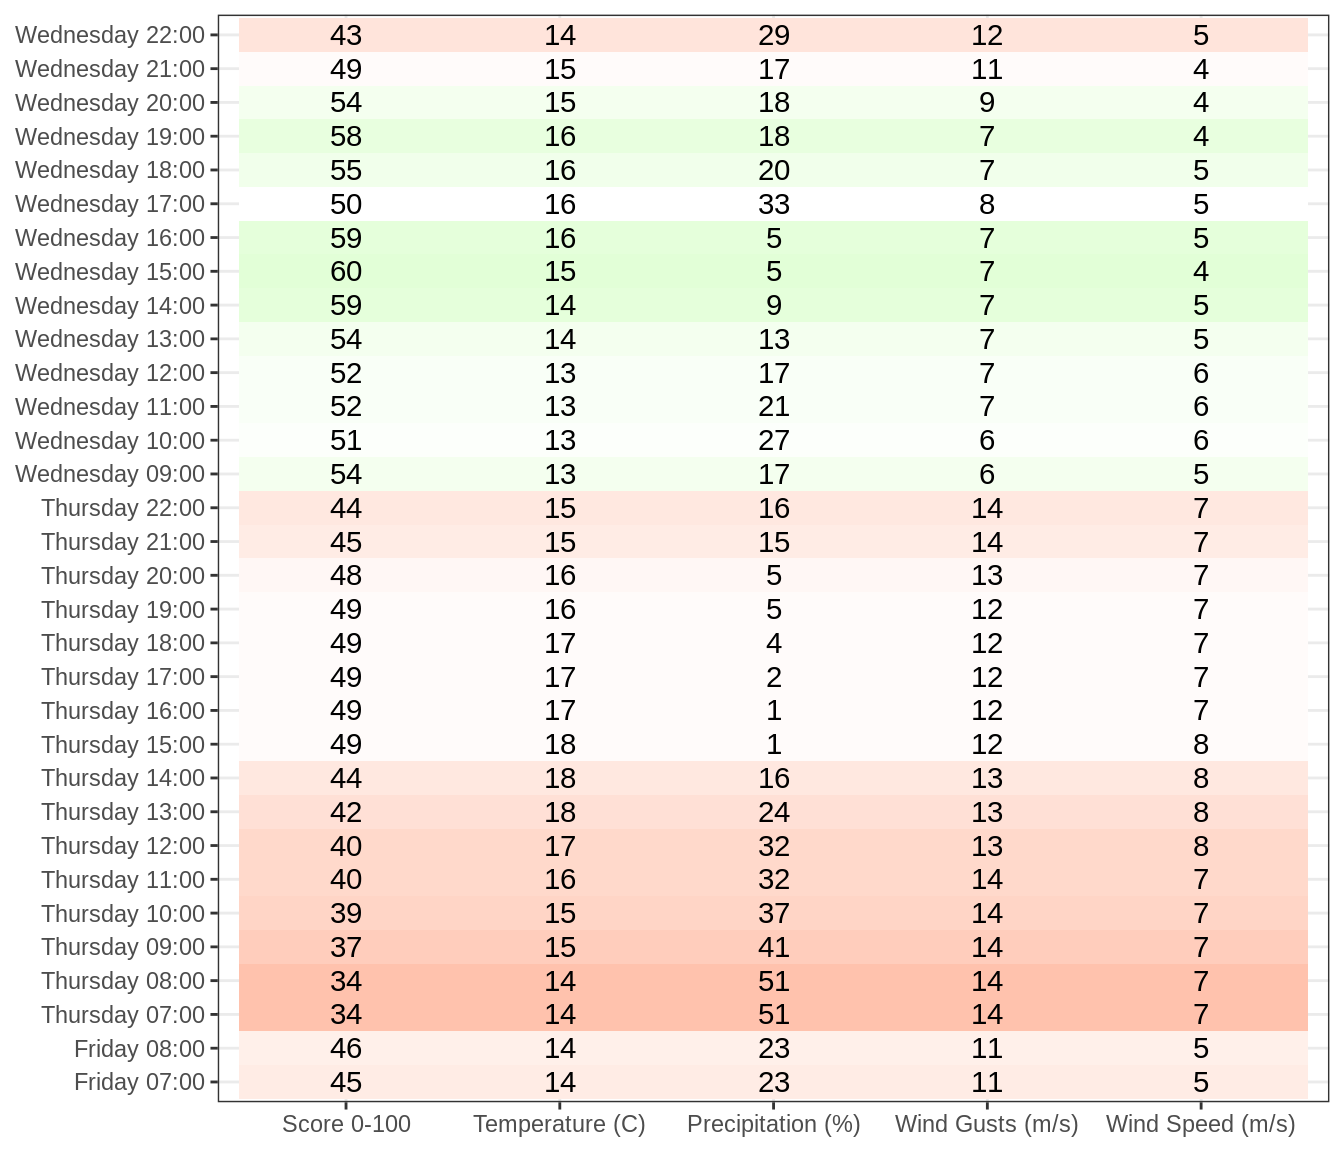 Wednesday 22:00 43 14 29 12 5
Wednesday 21:00 49 15 17 11 4
Wednesday 20:00 54 15 18 9 4
Wednesday 19:00 58 16 18 7 4
Wednesday 18:00 55 16 20 7 5
Wednesday 17:00 50 16 33 8 5
Wednesday 16:00 59 16 5 7 5
Wednesday 15:00 60 15 5 7 4
Wednesday 14:00 59 14 9 7 5
Wednesday 13:00 54 14 13 7 5
Wednesday 12:00 52 13 17 7 6
Wednesday 11:00 52 13 21 7 6
Wednesday 10:00 51 13 27 6 6
Wednesday 09:00 54 13 17 6 5
Thursday 22:00 44 15 16 14 7
Thursday 21:00 45 15 15 14 7
Thursday 20:00 48 16 5 13 7
Thursday 19:00 49 16 5 12 7
Thursday 18:00 49 17 4 12 7
Thursday 17:00 49 17 2 12 7
Thursday 16:00 49 17 1 12 7
Thursday 15:00 49 18 1 12 8
Thursday 14:00 44 18 16 13 8
Thursday 13:00 42 18 24 13 8
Thursday 12:00 40 17 32 13 8
Thursday 11:00 40 16 32 14 7
Thursday 10:00 39 15 37 14 7
Thursday 09:00 37 15 41 14 7
Thursday 08:00 34 14 51 14 7
Thursday 07:00 34 14 51 14 7
Friday 08:00 46 14 23 11 5
Friday 07:00 45 14 23 11 5
Score 0-100 Temperature (C) Precipitation (%) Wind Gusts (m/s) Wind Speed (m/s)